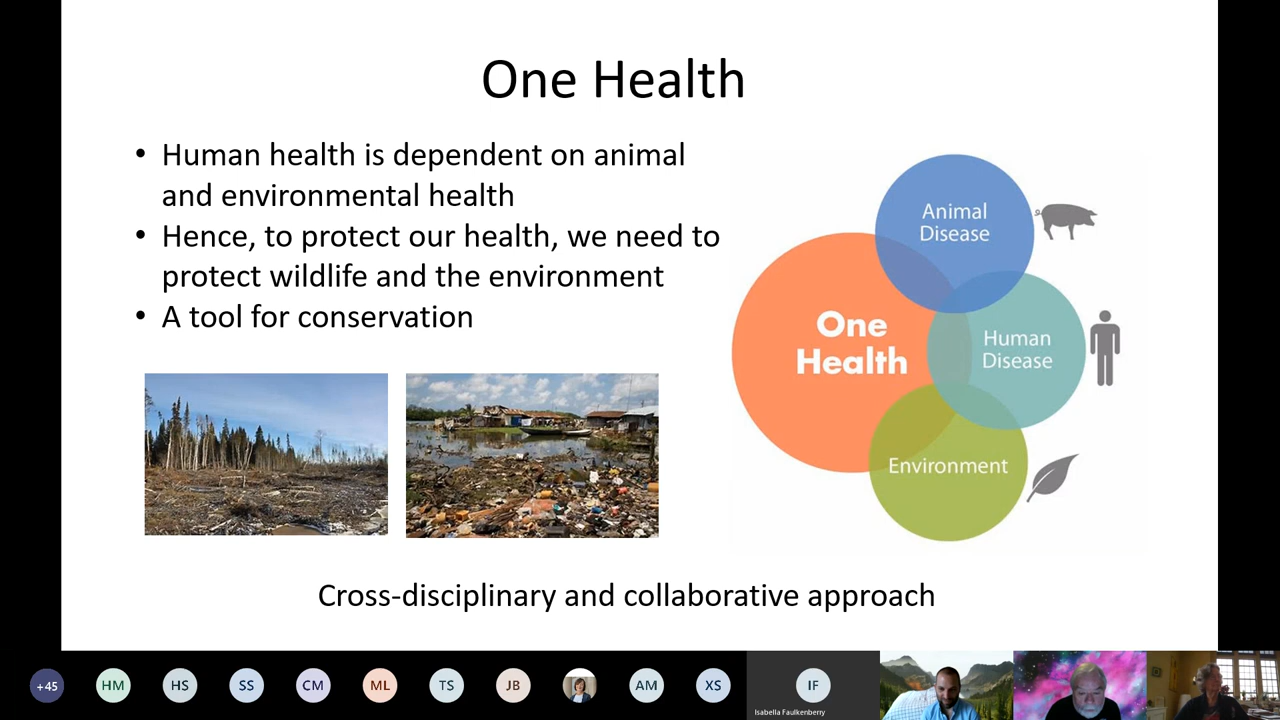 One Health
• Human health is dependent on animal
and environmental health
• Hence, to protect our health, we need to
protect wildlife and the environment
• A tool for conservation
Animal
Disease
One
Health
Human
Disease
Environment
Cross-disciplinary and collaborative approach
+45
HM
HS
SS
CM
ML
TS
JB
AM
XS
IF
Isabella Faulkenberry